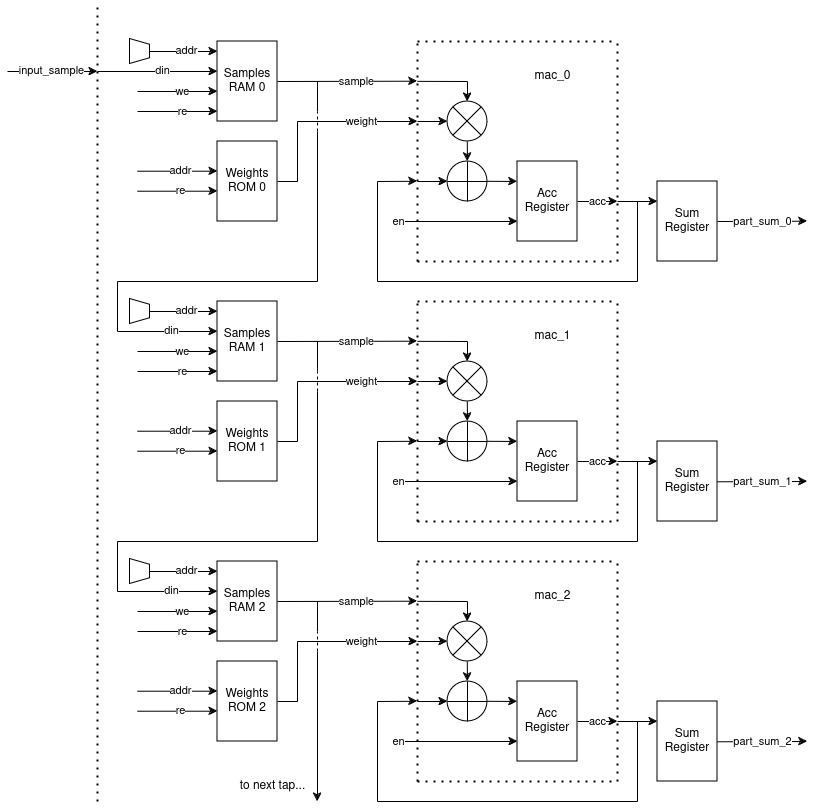 addr
input_sample
din
we
re
Samples
RAM 0
sample
mac_0
weight
addr
re
Weights
ROM 0
Acc
Register
en
acc
Sum
Register
part_sum_0
addr
din
we
re
Samples
RAM 1
sample
mac_1
weight
addr
re
Weights
ROM 1
Acc
Register
en
acc
Sum
Register
part_sum_1
addr
din
we
re
Samples
RAM 2
sample
mac_2
weight
addr
re
Weights
ROM 2
Acc
Register
en
acc
Sum
Register
part_sum_2
to next tap...